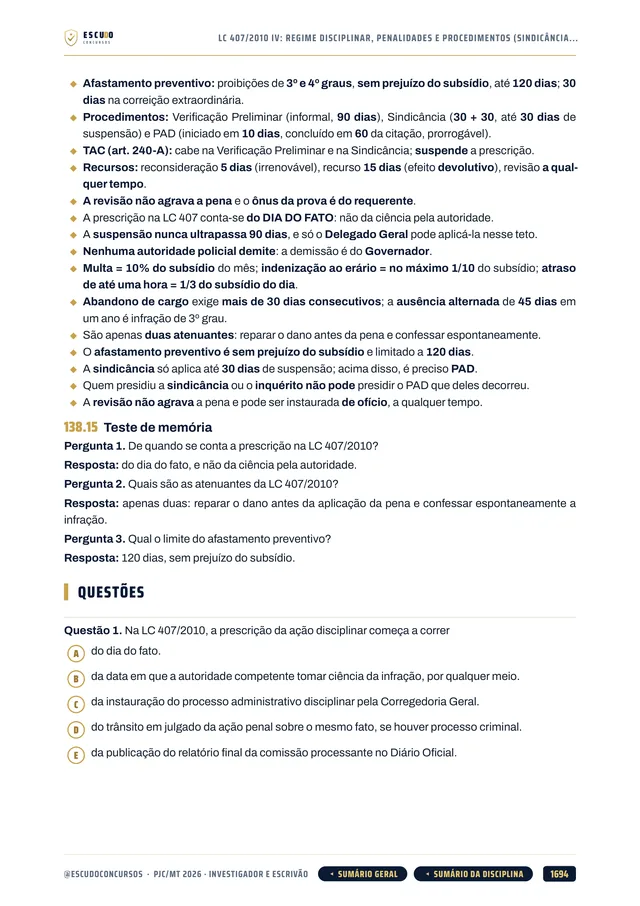 ESCUDO
CONCURSOS
LC 407/2010 IV: REGIME DISCIPLINAR, PENALIDADES E PROCEDIMENTOS (SINDICÂNCIA...
Afastamento preventivo: proibições de 3º e 4º graus, sem prejuízo do subsídio, até 120 dias; 30
dias na correição extraordinária.
Procedimentos: Verificação Preliminar (informal, 90 dias), Sindicância (30 + 30, até 30 dias de
suspensão) e PAD (iniciado em 10 dias, concluído em 60 da citação, prorrogável).
TAC (art. 240-A): cabe na Verificação Preliminar e na Sindicância; suspende a prescrição.
Recursos: reconsideração 5 dias (irrenovável), recurso 15 dias (efeito devolutivo), revisão a qual-
quer tempo.
A revisão não agrava a pena e o ônus da prova é do requerente.
A prescrição na LC 407 conta-se do DIA DO FATO: não da ciência pela autoridade.
A suspensão nunca ultrapassa 90 dias, e só o Delegado Geral pode aplicá-la nesse teto.
Nenhuma autoridade policial demite: a demissão é do Governador.
Multa = 10% do subsídio do mês; indenização ao erário = no máximo 1/10 do subsídio; atraso
de até uma hora = 1/3 do subsídio do dia.
Abandono de cargo exige mais de 30 dias consecutivos; a ausência alternada de 45 dias em
um ano é infração de 3º grau.
São apenas duas atenuantes: reparar o dano antes da pena e confessar espontaneamente.
O afastamento preventivo é sem prejuízo do subsídio e limitado a 120 dias.
A sindicância só aplica até 30 dias de suspensão; acima disso, é preciso PAD.
Quem presidiu a sindicância ou o inquérito não pode presidir o PAD que deles decorreu.
A revisão não agrava a pena e pode ser instaurada de ofício, a qualquer tempo.
138.15 Teste de memória
Pergunta 1. De quando se conta a prescrição na LC 407/2010?
Resposta: do dia do fato, e não da ciência pela autoridade.
Pergunta 2. Quais são as atenuantes da LC 407/2010?
Resposta: apenas duas: reparar o dano antes da aplicação da pena e confessar espontaneamente a
infração.
Pergunta 3. Qual o limite do afastamento preventivo?
Resposta: 120 dias, sem prejuízo do subsídio.
QUESTÕES
Questão 1. Na LC 407/2010, a prescrição da ação disciplinar começa a correr
A do dia do fato.
B da data em que a autoridade competente tomar ciência da infração, por qualquer meio.
C da instauração do processo administrativo disciplinar pela Corregedoria Geral.
D do trânsito em julgado da ação penal sobre o mesmo fato, se houver processo criminal.
E da publicação do relatório final da comissão processante no Diário Oficial.
@ESCUDOCONCURSOS · PJC/MT 2026 · INVESTIGADOR E ESCRIVÃO SUMÁRIO GERAL SUMÁRIO DA DISCIPLINA 1694